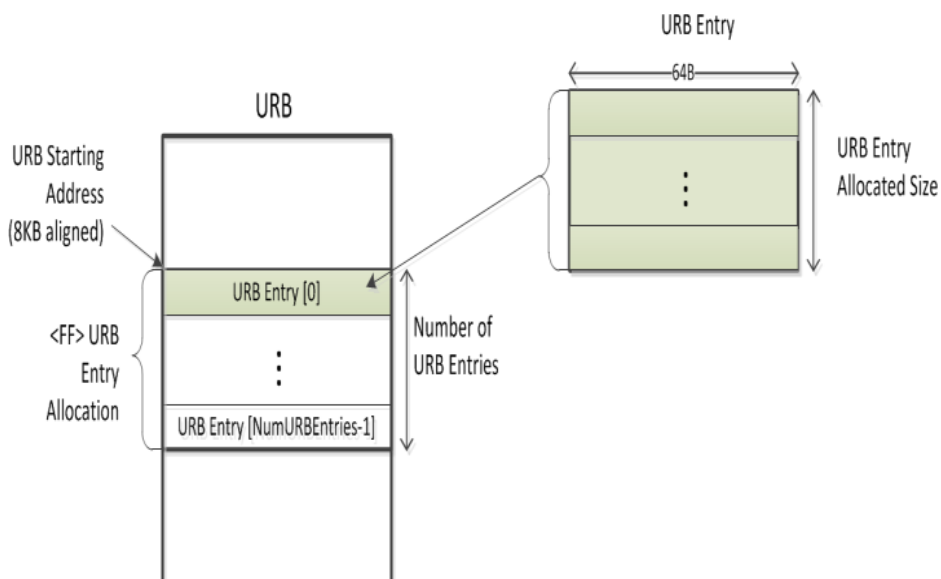 URB Entry
64B
URB
URB Starting
Address
(8KB aligned)
URB Entry
Allocated Size
URB Entry [0]
<FF> URB
Entry
Allocation
Number of
URB Entries
URB Entry [NumURBEntries-1]